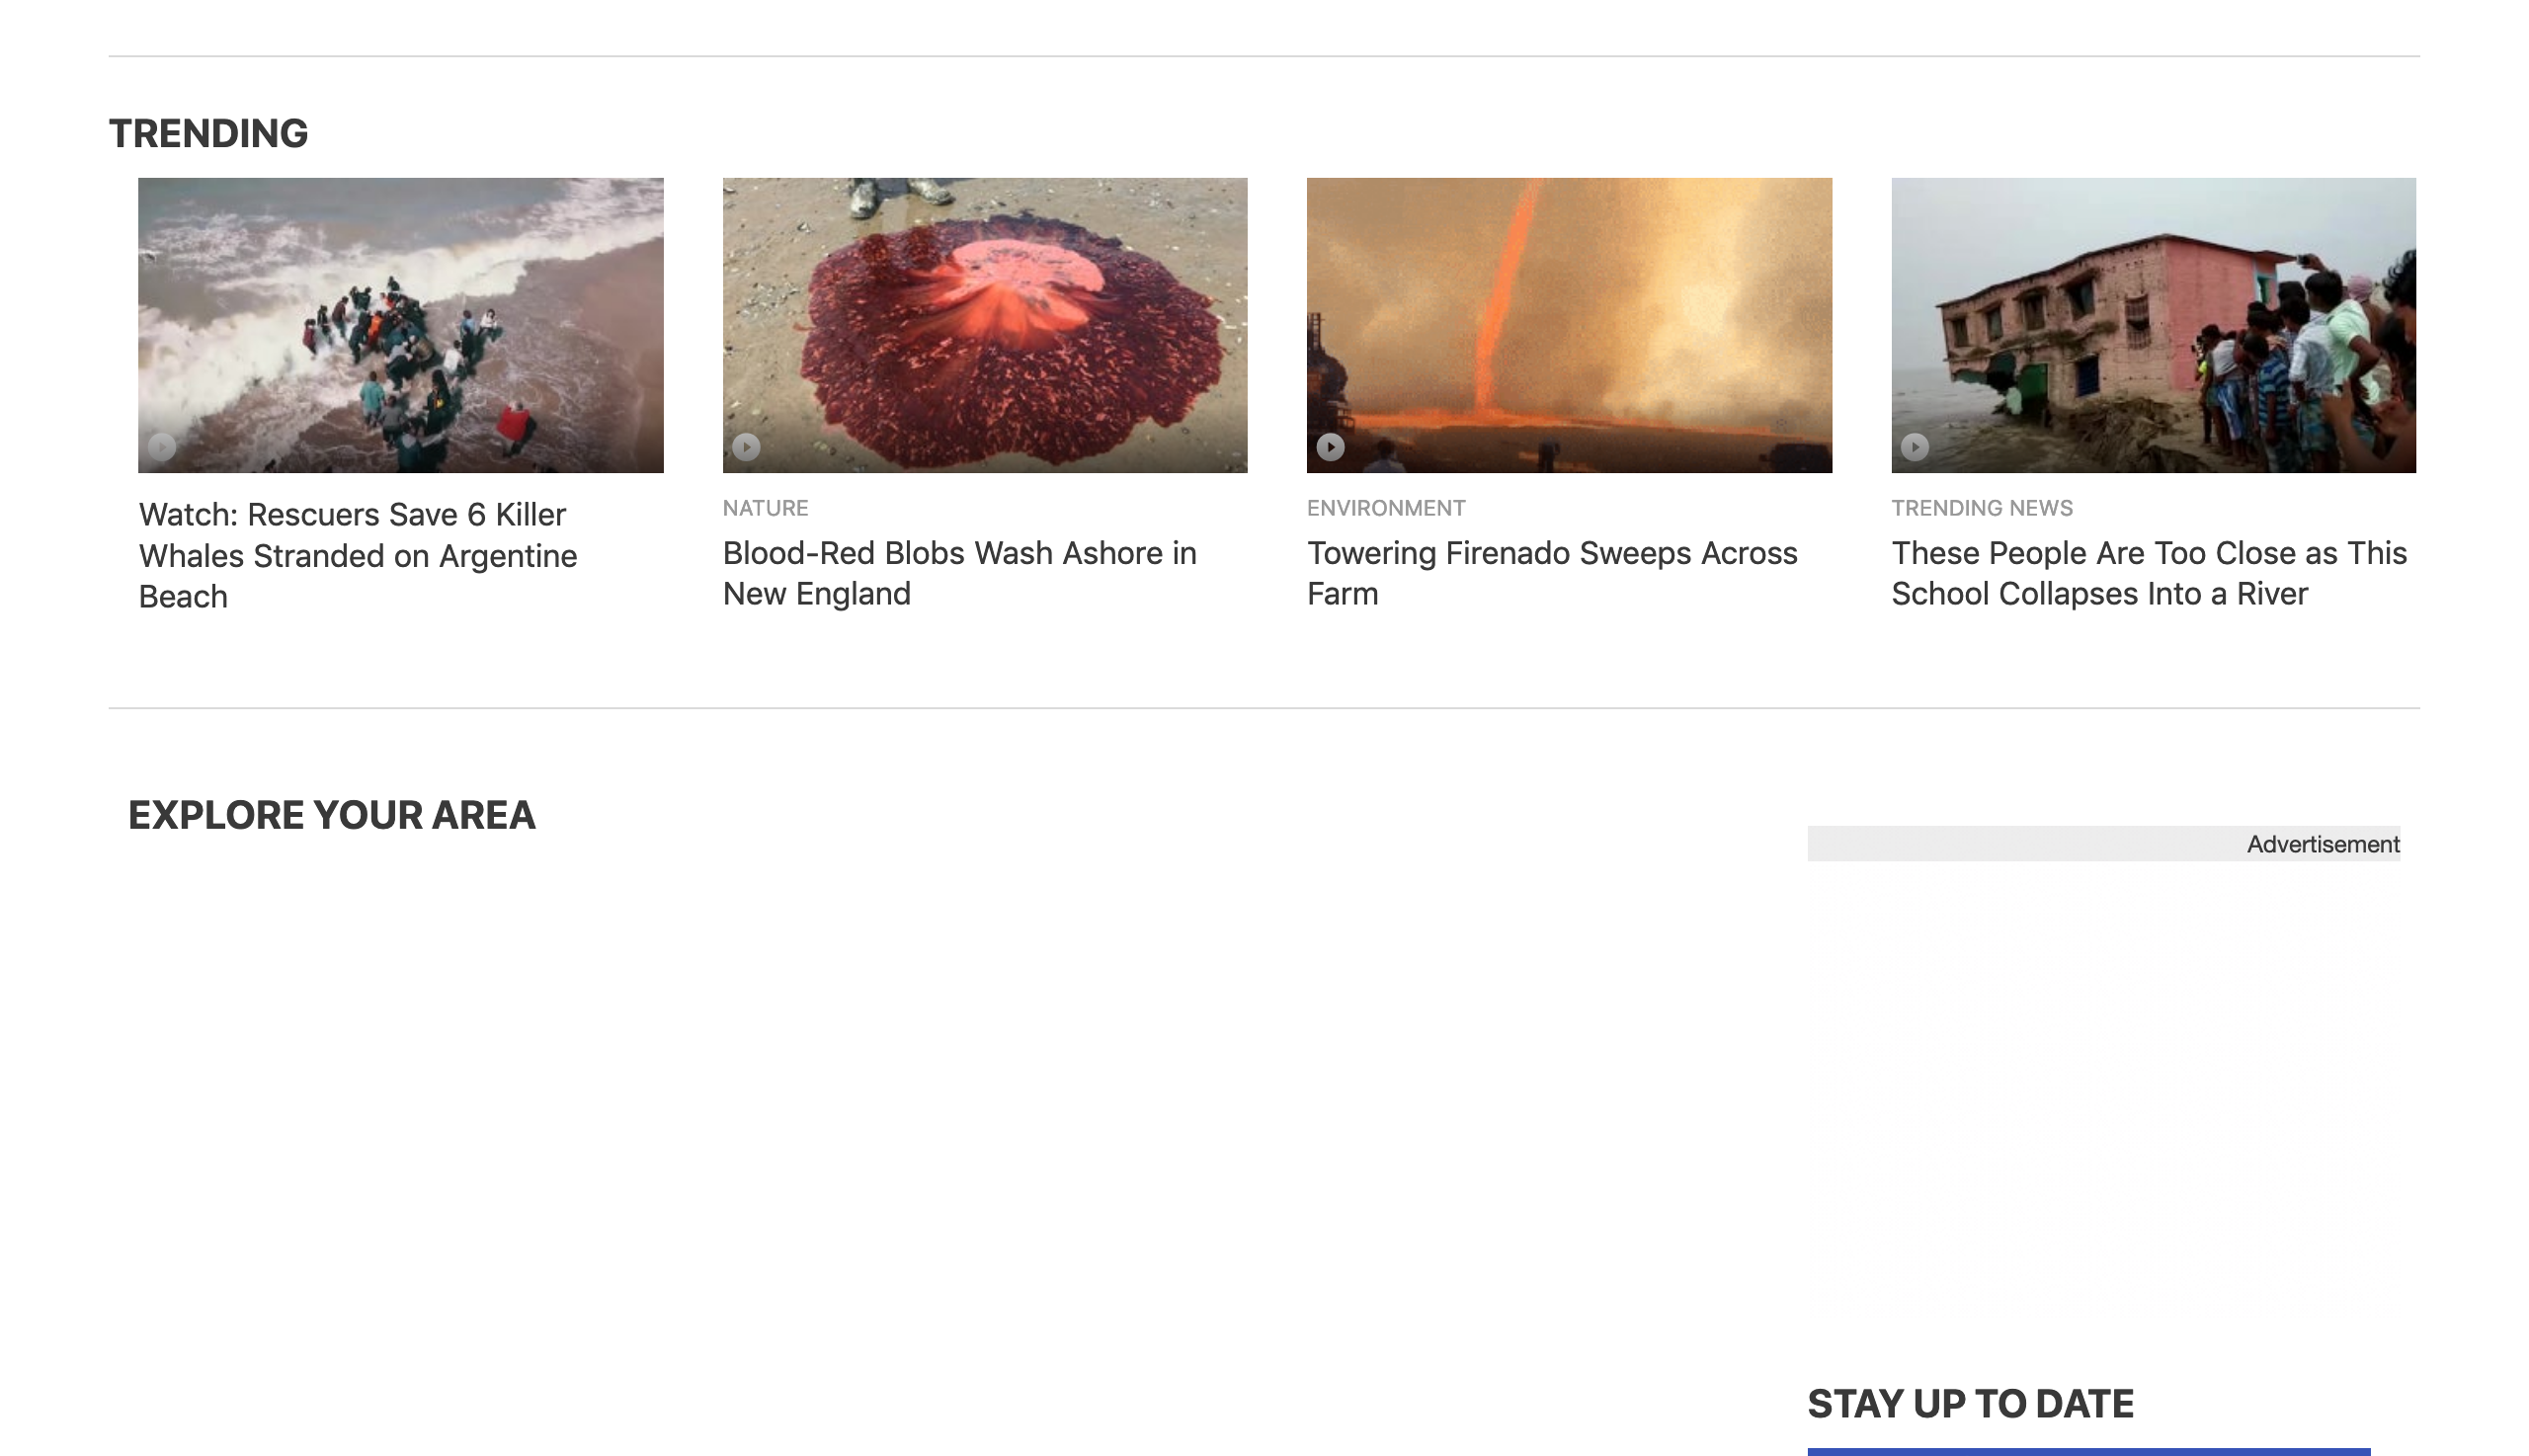 TRENDING
Watch: Rescuers Save 6 Killer
Whales Stranded on Argentine
Beach
NATURE
Blood-Red Blobs Wash Ashore in
New England
ENVIRONMENT
Towering Firenado Sweeps Across
Farm
TRENDING NEWS
These People Are Too Close as This
School Collapses Into a River
EXPLORE YOUR AREA
Advertisement
STAY UP TO DATE